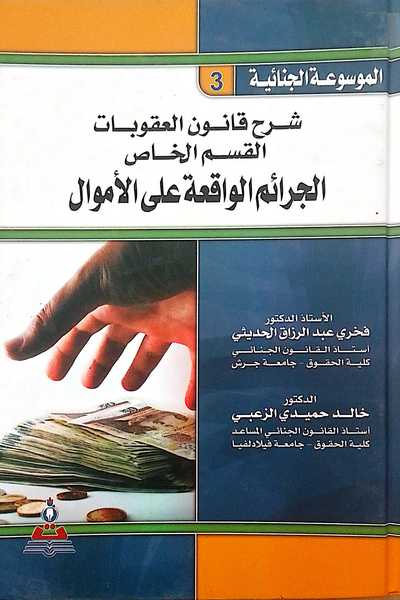 الموسوعة الجنائية 3
شرح قانون العقوبات
القسم الخاص
الجرائم الواقعة على الأموال
الأستاذ الدكتور
فخري عبد الرزاق الحديثي
أستاذ القانون الجنائي
كلية الحقوق - جامعة جرش
الدكتور
خالد حميدي الزعبي
أستاذ القانون الجنائي المساعد
كلية الحقوق - جامعة فيلادلفيا